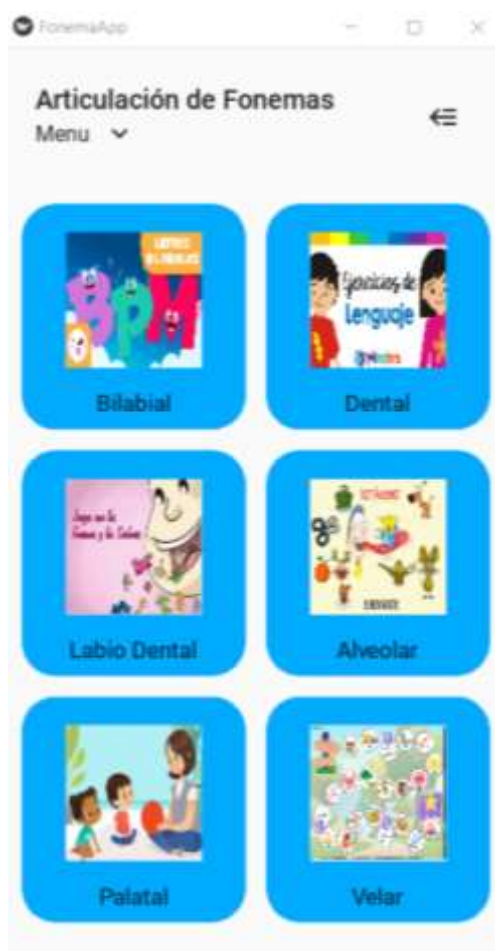 FonemaApp
Articulación de Fonemas
Menu
BPM
Bilabial
Ejercicios de
Lenguaje
Dental
Labio Dental
Alveolar
Palatal
Velar